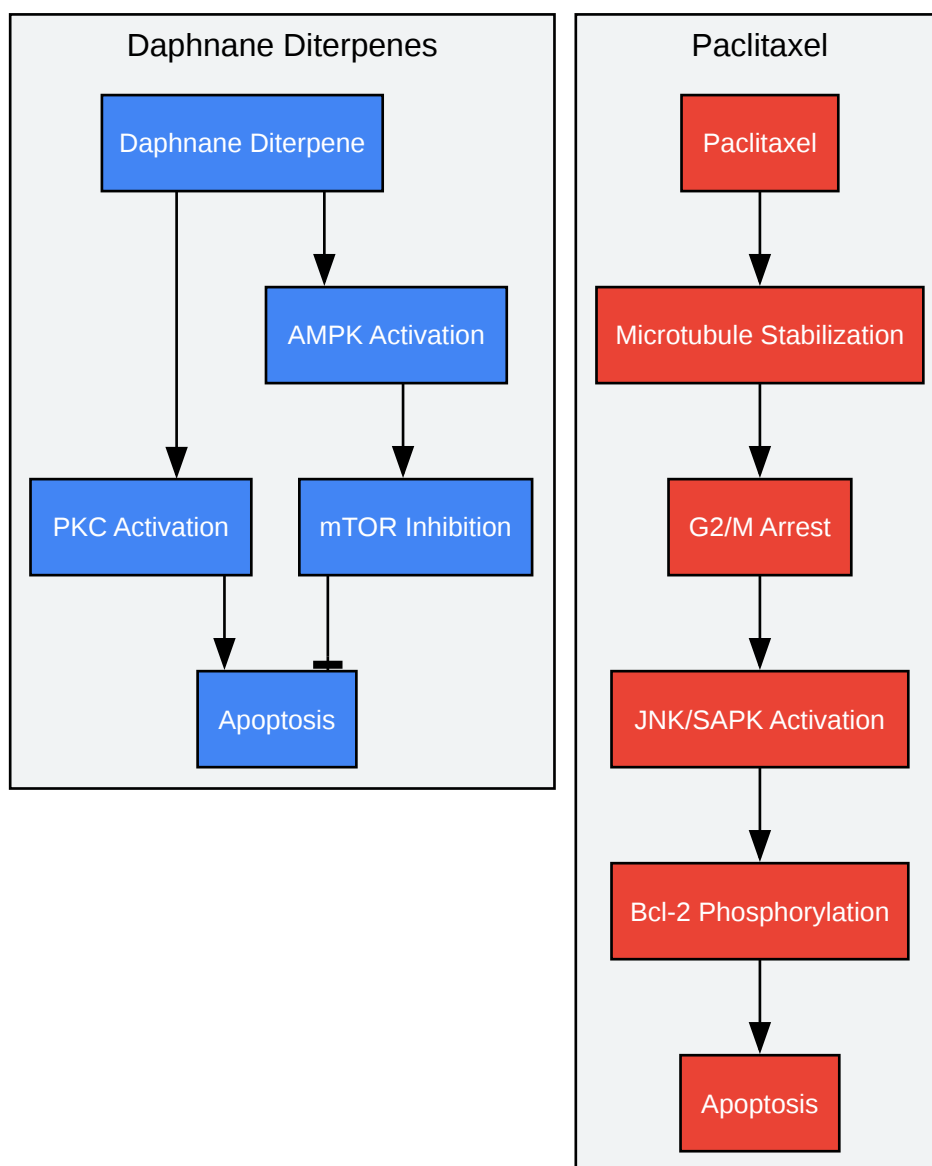 Daphnane Diterpenes
Daphnane Diterpene
AMPK Activation
PKC Activation
mTOR Inhibition
Apoptosis
Paclitaxel
Paclitaxel
Microtubule Stabilization
G2/M Arrest
JNK/SAPK Activation
Bcl-2 Phosphorylation
Apoptosis